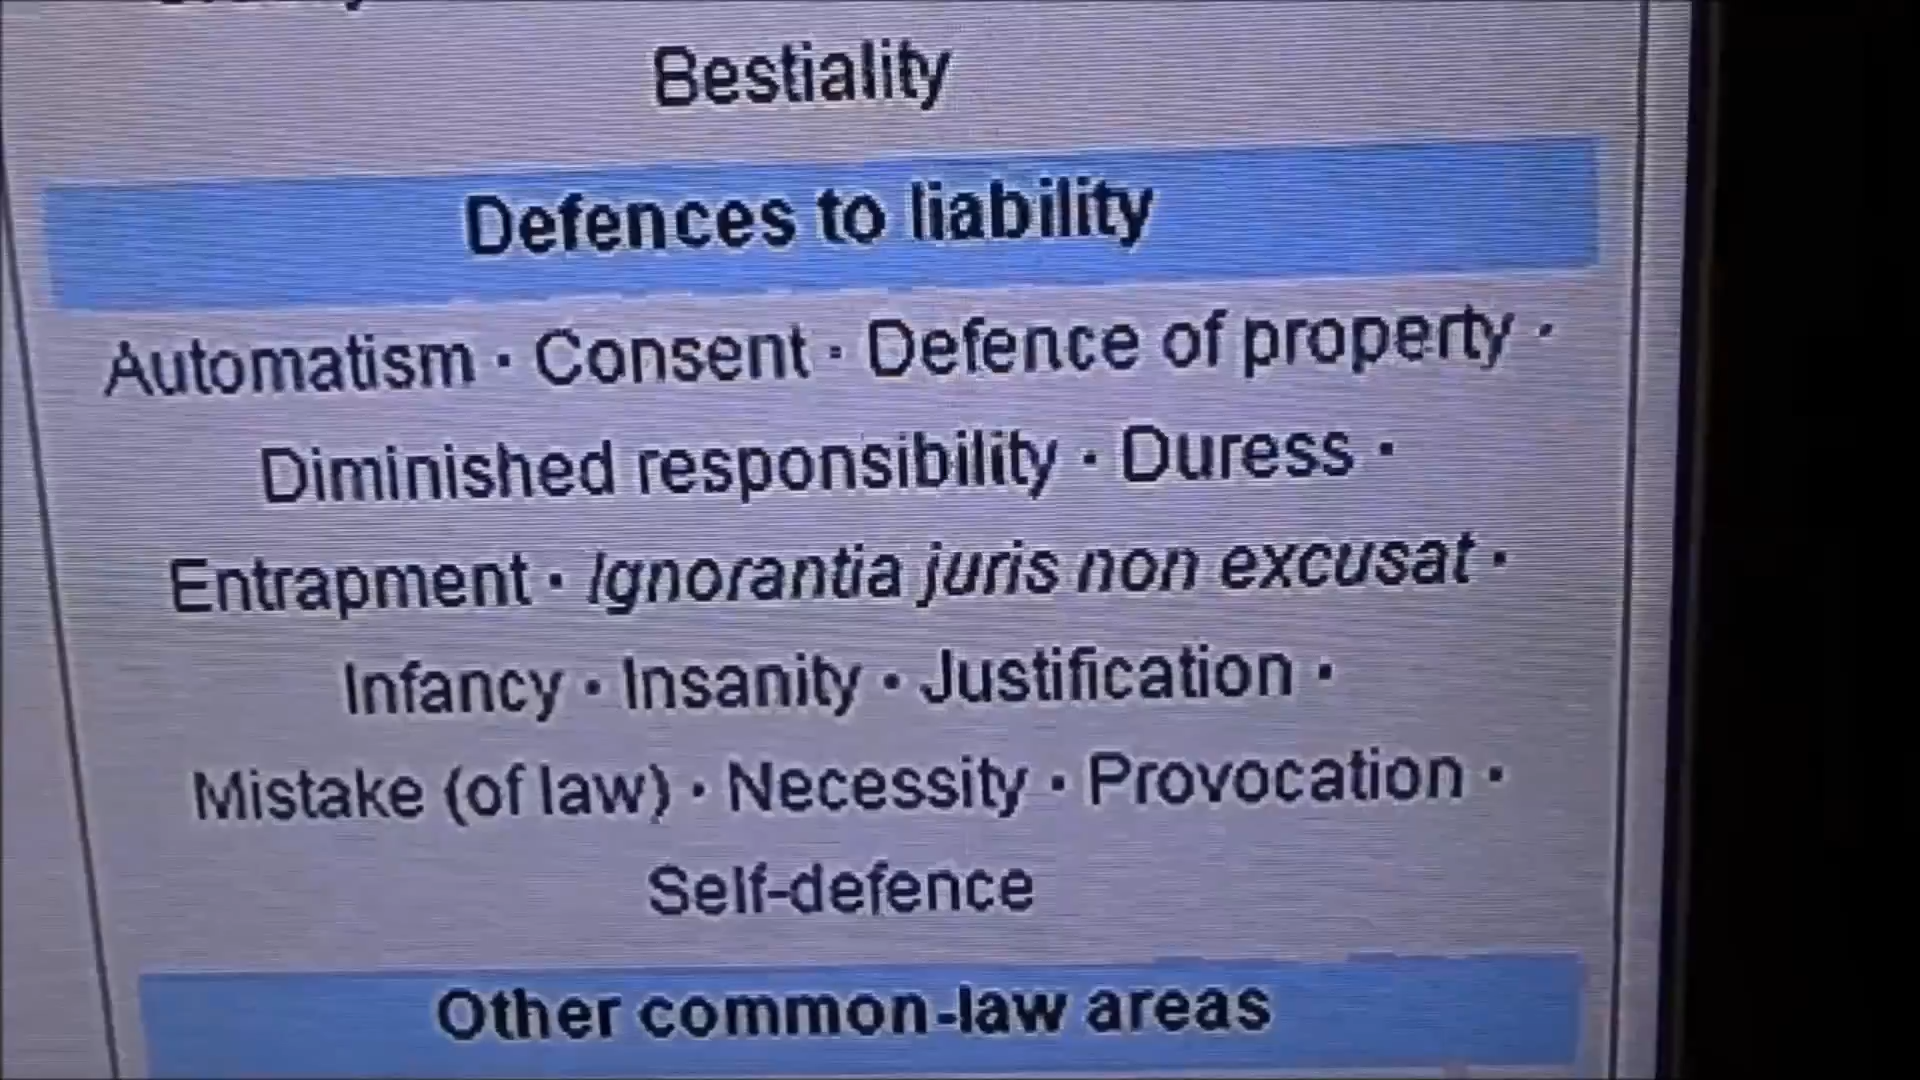 Bestiality
Defences to liability
Automatism · Consent · Defence of property ·
Diminished responsibility · Duress ·
Entrapment · Ignorantia juris non excusat ·
Infancy · Insanity · Justification ·
Mistake (of law) · Necessity · Provocation ·
Self-defence
Other common-law areas